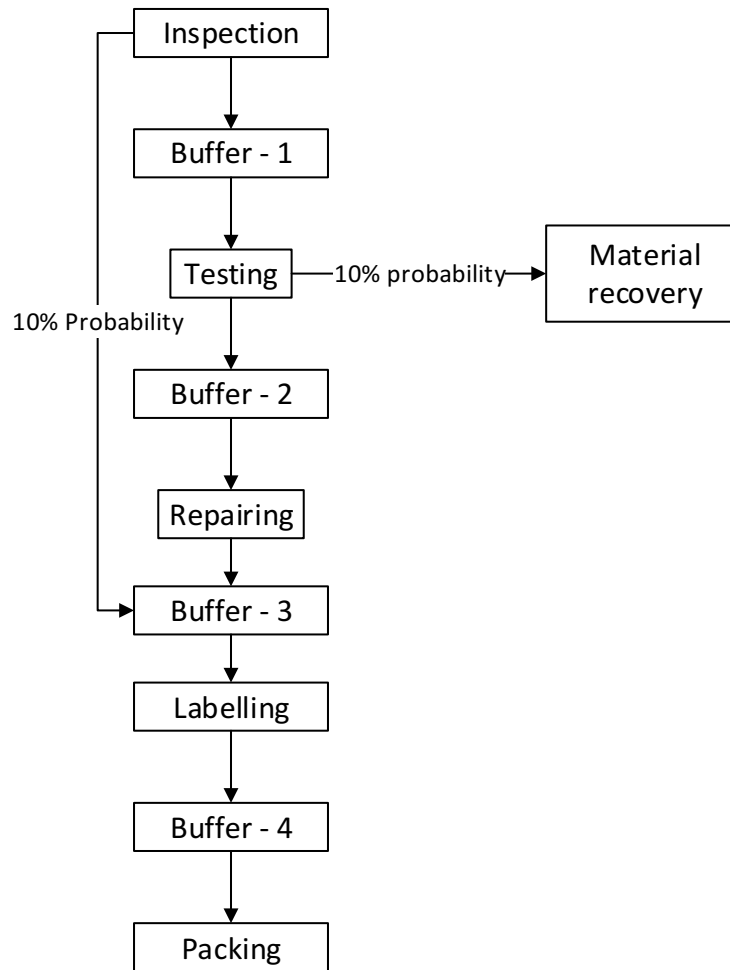 Inspection
Buffer - 1
Testing
10% probability
Material
recovery
10% Probability
Buffer - 2
Repairing
Buffer - 3
Labelling
Buffer - 4
Packing